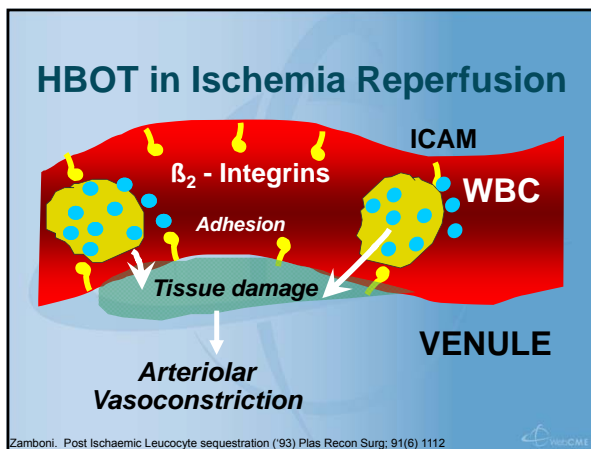 HBOT in Ischemia Reperfusion
ICAM
ß₂ - Integrins
WBC
Adhesion
Tissue damage
VENULE
Arteriolar
Vasoconstriction
Zamboni. Post Ischaemic Leucocyte sequestration ('93) Plas Recon Surg; 91(6) 1112
WebCME